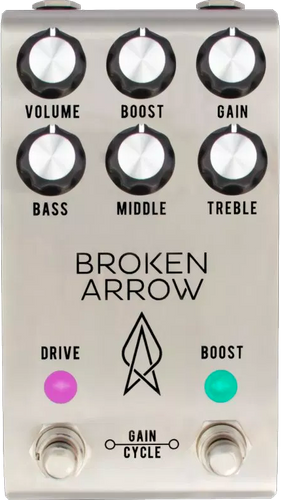 VOLUME BOOST GAIN
BASS MIDDLE TREBLE
BROKEN
ARROW
DRIVE BOOST
GAIN
CYCLE